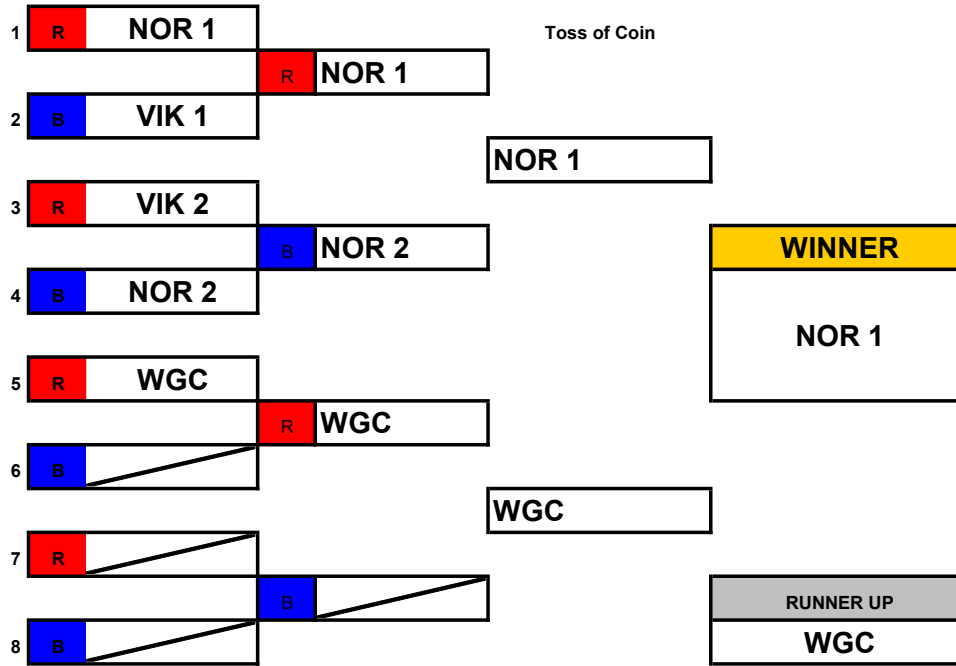 1 R NOR 1 Toss of Coin
R NOR 1
2 B VIK 1
NOR 1
3 R VIK 2
B NOR 2 WINNER
4 B NOR 2
NOR 1
5 R WGC
R WGC
6 B
WGC
7 R
B RUNNER UP
8 B WGC